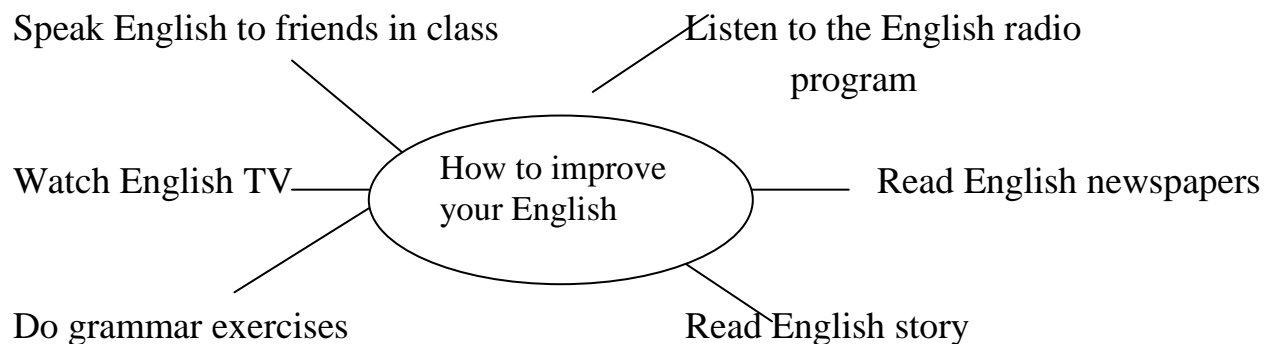 Speak English to friends in class
Listen to the English radio
program
How to improve
your English
Watch English TV
Read English newspapers
Do grammar exercises
Read English story